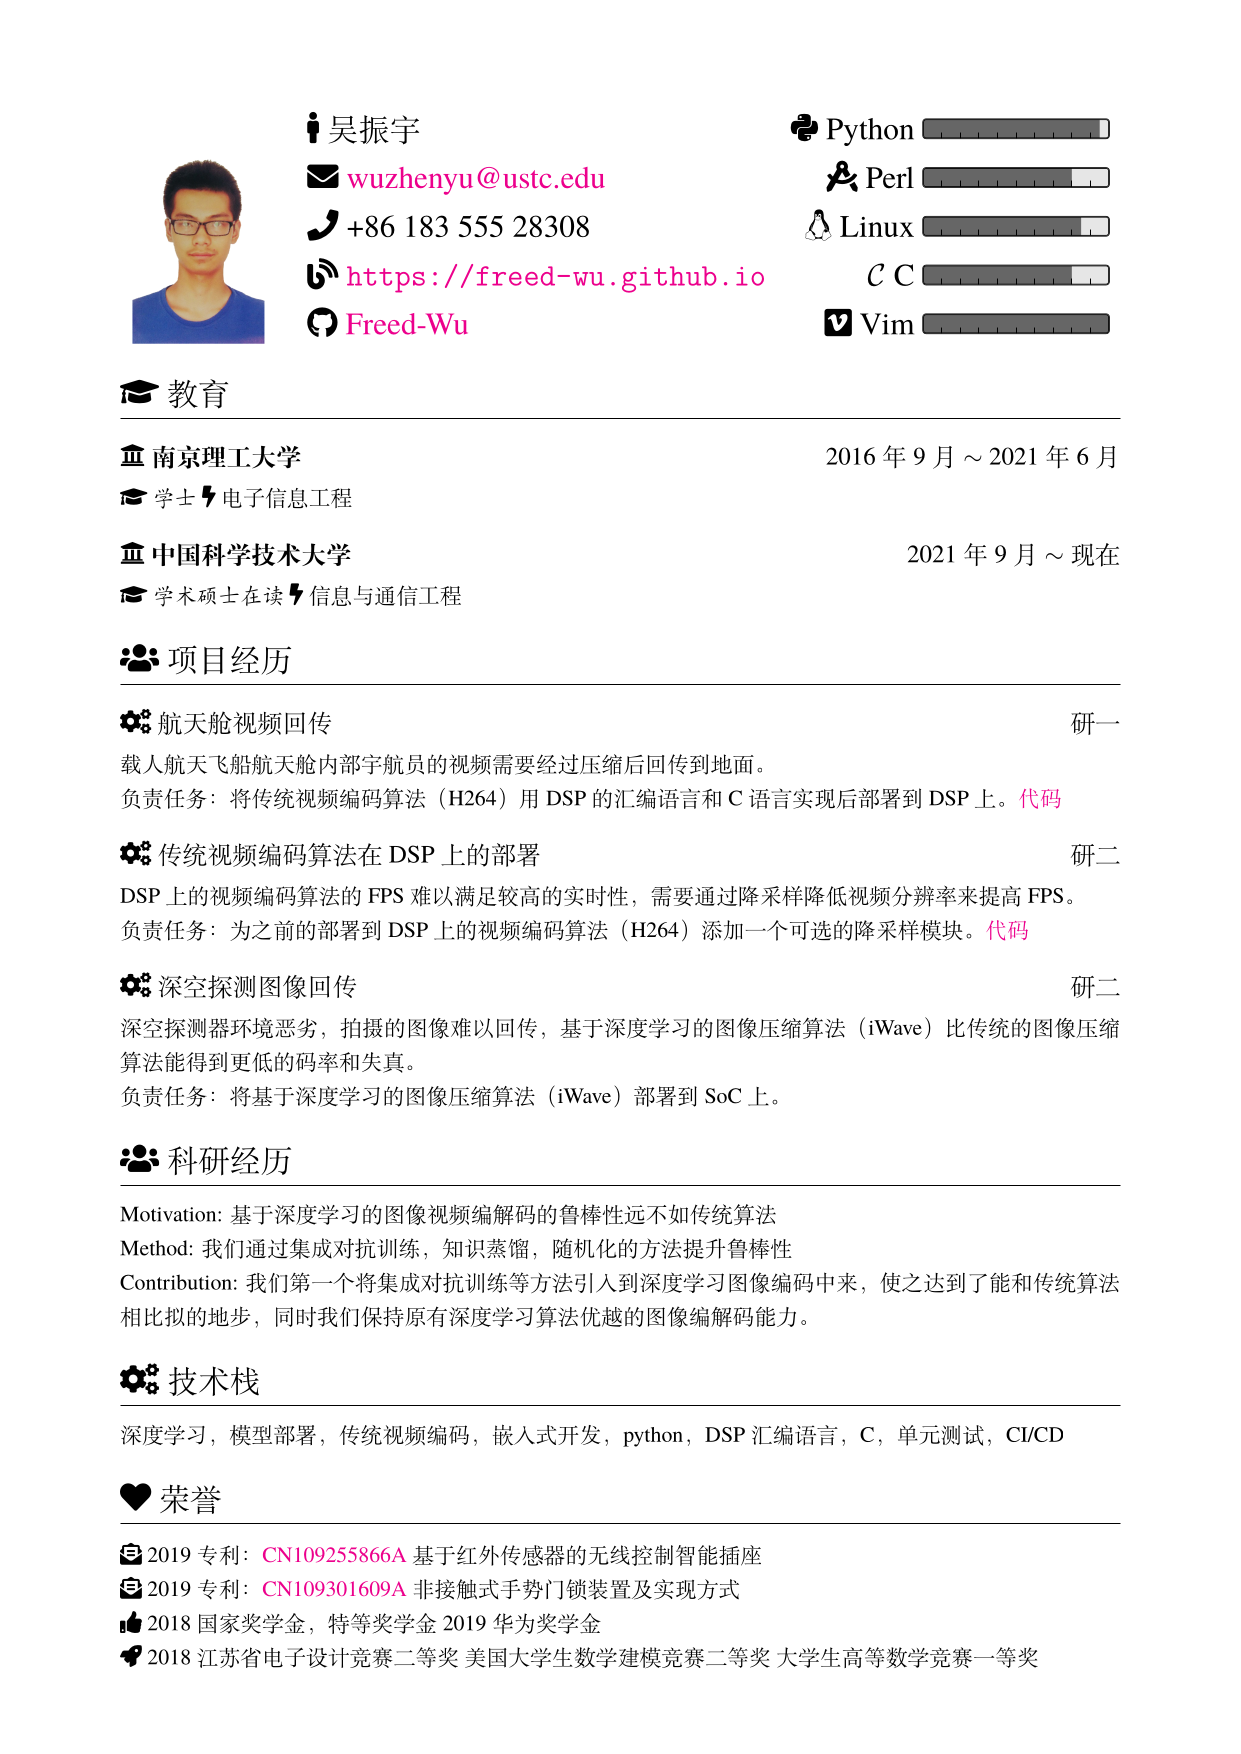 吴振宇
wuzhenyu@ustc.edu
+86 183 555 28308
https://freed-wu.github.io
Freed-Wu
Python
Perl
Linux
C C
Vim
教育
南京理工大学 2016 年 9 月 ~ 2021 年 6 月
学士 电子信息工程
中国科学技术大学 2021 年 9 月 ~ 现在
学术硕士在读 信息与通信工程
项目经历
航天舱视频回传 研一
载人航天飞船航天舱内部宇航员的视频需要经过压缩后回传到地面。
负责任务：将传统视频编码算法（H264）用 DSP 的汇编语言和 C 语言实现后部署到 DSP 上。代码
传统视频编码算法在 DSP 上的部署 研二
DSP 上的视频编码算法的 FPS 难以满足较高的实时性，需要通过降采样降低视频分辨率来提高 FPS。
负责任务：为之前的部署到 DSP 上的视频编码算法（H264）添加一个可选的降采样模块。代码
深空探测图像回传 研二
深空探测器环境恶劣，拍摄的图像难以回传，基于深度学习的图像压缩算法（iWave）比传统的图像压缩
算法能得到更低的码率和失真。
负责任务：将基于深度学习的图像压缩算法（iWave）部署到 SoC 上。
科研经历
Motivation: 基于深度学习的图像视频编解码的鲁棒性远不如传统算法
Method: 我们通过集成对抗训练，知识蒸馏，随机化的方法提升鲁棒性
Contribution: 我们第一个将集成对抗训练等方法引入到深度学习图像编码中来，使之达到了能和传统算法
相比拟的地步，同时我们保持原有深度学习算法优越的图像编解码能力。
技术栈
深度学习，模型部署，传统视频编码，嵌入式开发，python，DSP 汇编语言，C，单元测试，CI/CD
荣誉
2019 专利：CN109255866A 基于红外传感器的无线控制智能插座
2019 专利：CN109301609A 非接触式手势门锁装置及实现方式
2018 国家奖学金，特等奖学金 2019 华为奖学金
2018 江苏省电子设计竞赛二等奖 美国大学生数学建模竞赛二等奖 大学生高等数学竞赛一等奖